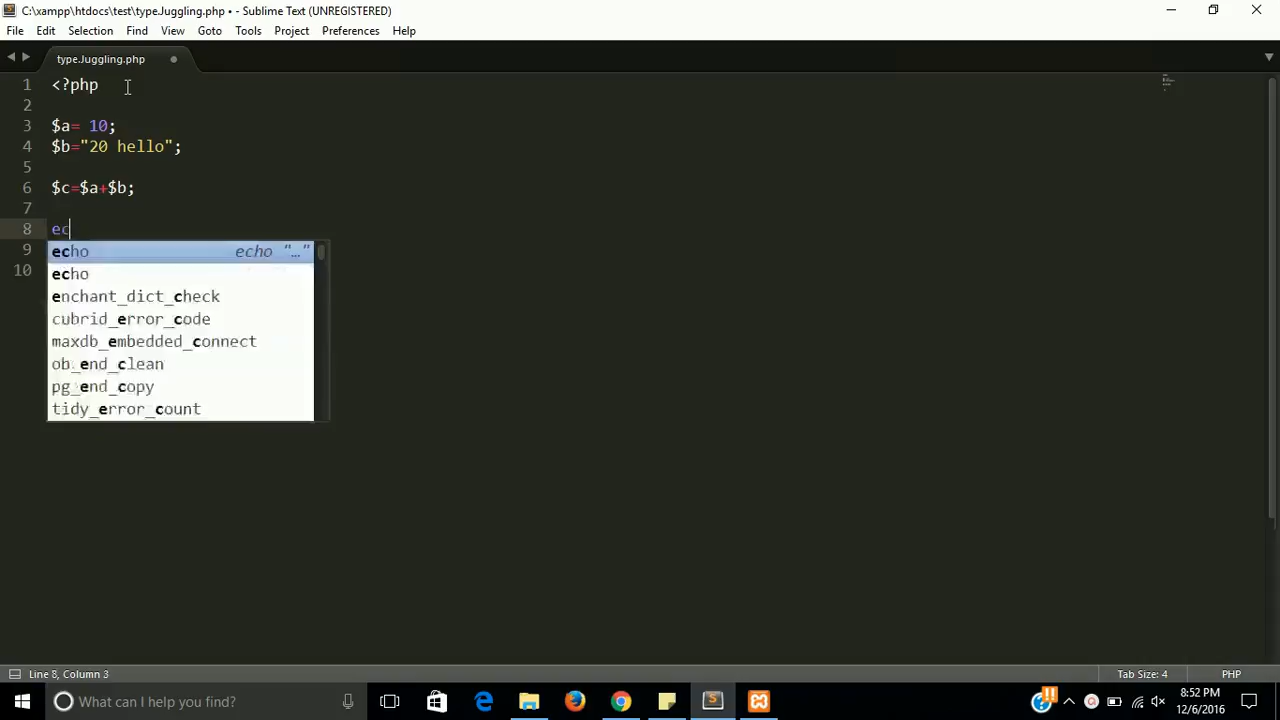 C:\xampp\htdocs\test\type.Juggling.php • - Sublime Text (UNREGISTERED)
File Edit Selection Find View Goto Tools Project Preferences Help
type.Juggling.php
1 <?php
2
3 $a= 10;
4 $b="20 hello";
5
6 $c=$a+$b;
7
8 ec
9 echo echo "…"
echo
10 enchant_dict_check
cubrid_error_code
maxdb_embedded_connect
ob_end_clean
pg_end_copy
tidy_error_count
Line 8, Column 3 Tab Size: 4 PHP
What can I help you find? 8:52 PM
12/6/2016